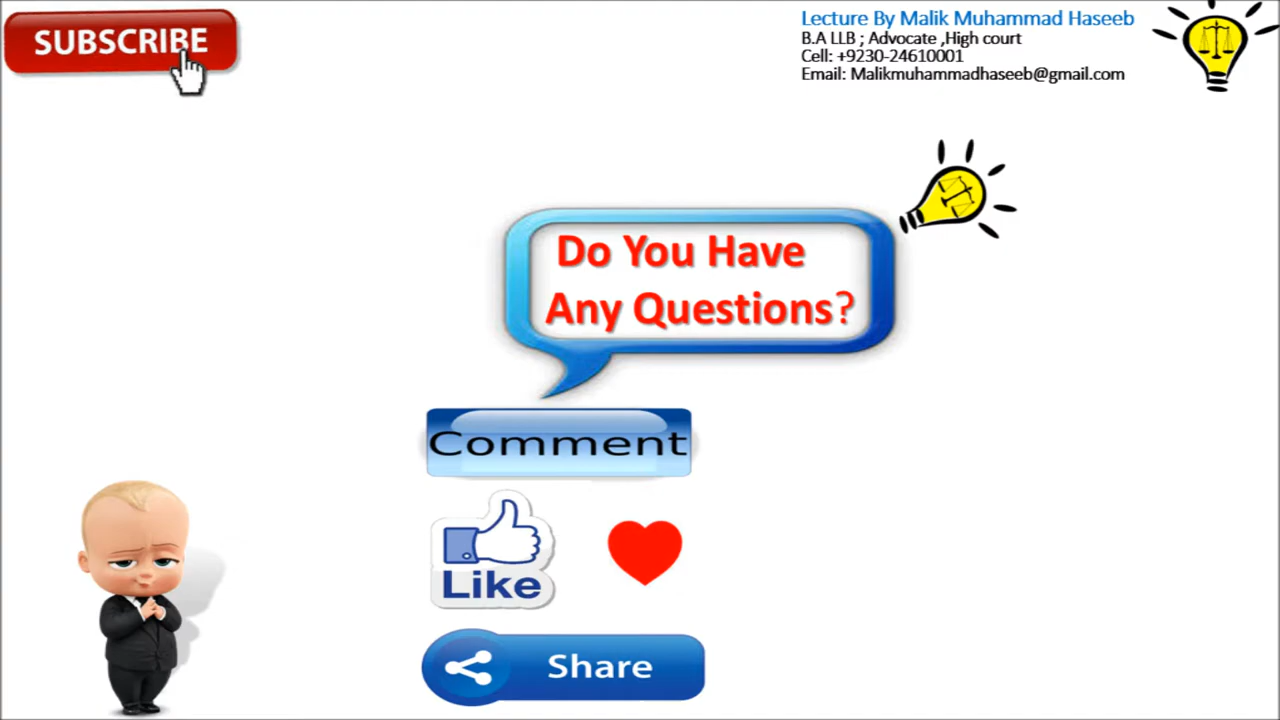 SUBSCRIBE
Lecture By Malik Muhammad Haseeb
B.A LLB ; Advocate ,High court
Cell: +9230-24610001
Email: Malikmuhammadhaseeb@gmail.com
Do You Have
Any Questions?
Comment
Like
Share